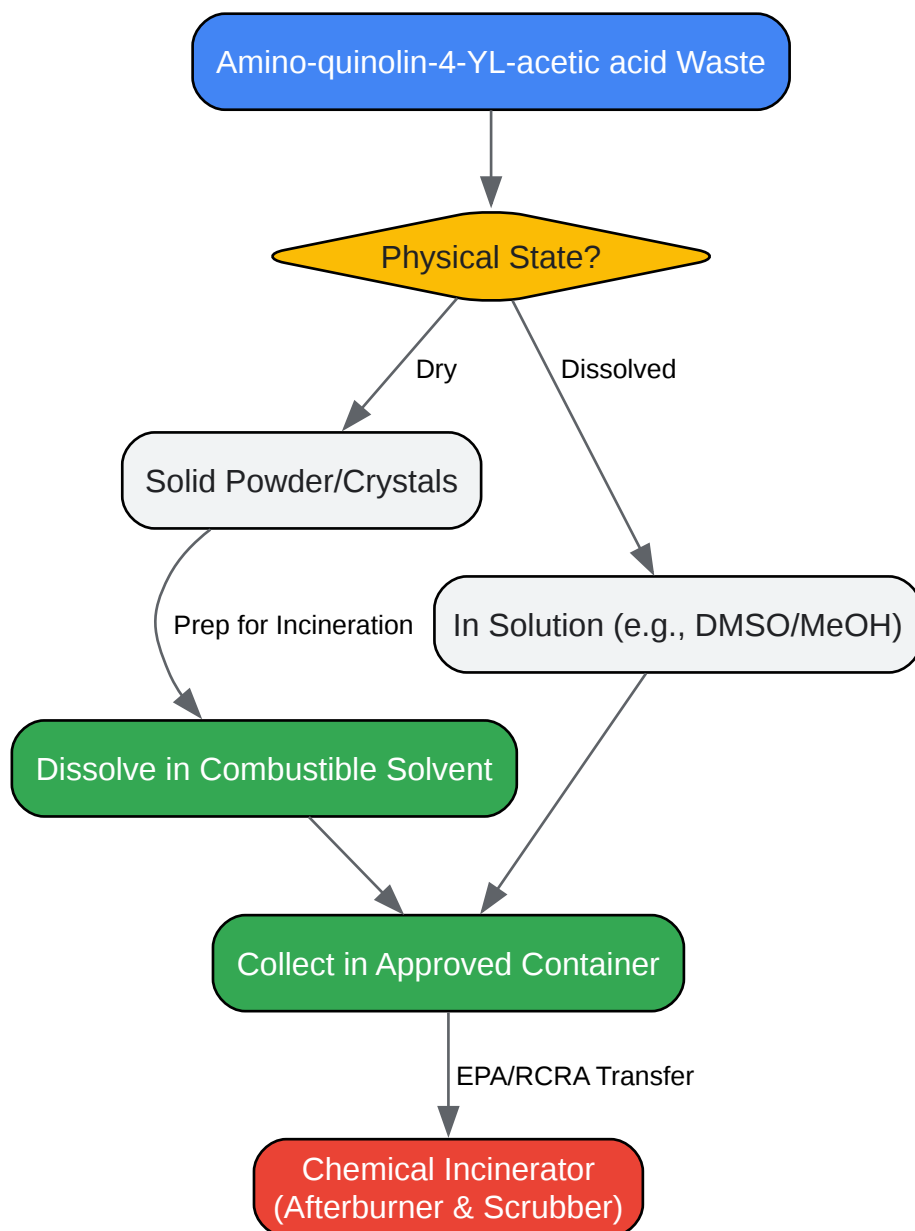 Amino-quinolin-4-YL-acetic acid Waste
Physical State?
Dry
Dissolved
Solid Powder/Crystals
In Solution (e.g., DMSO/MeOH)
Prep for Incineration
Dissolve in Combustible Solvent
Collect in Approved Container
EPA/RCRA Transfer
Chemical Incinerator
(Afterburner & Scrubber)